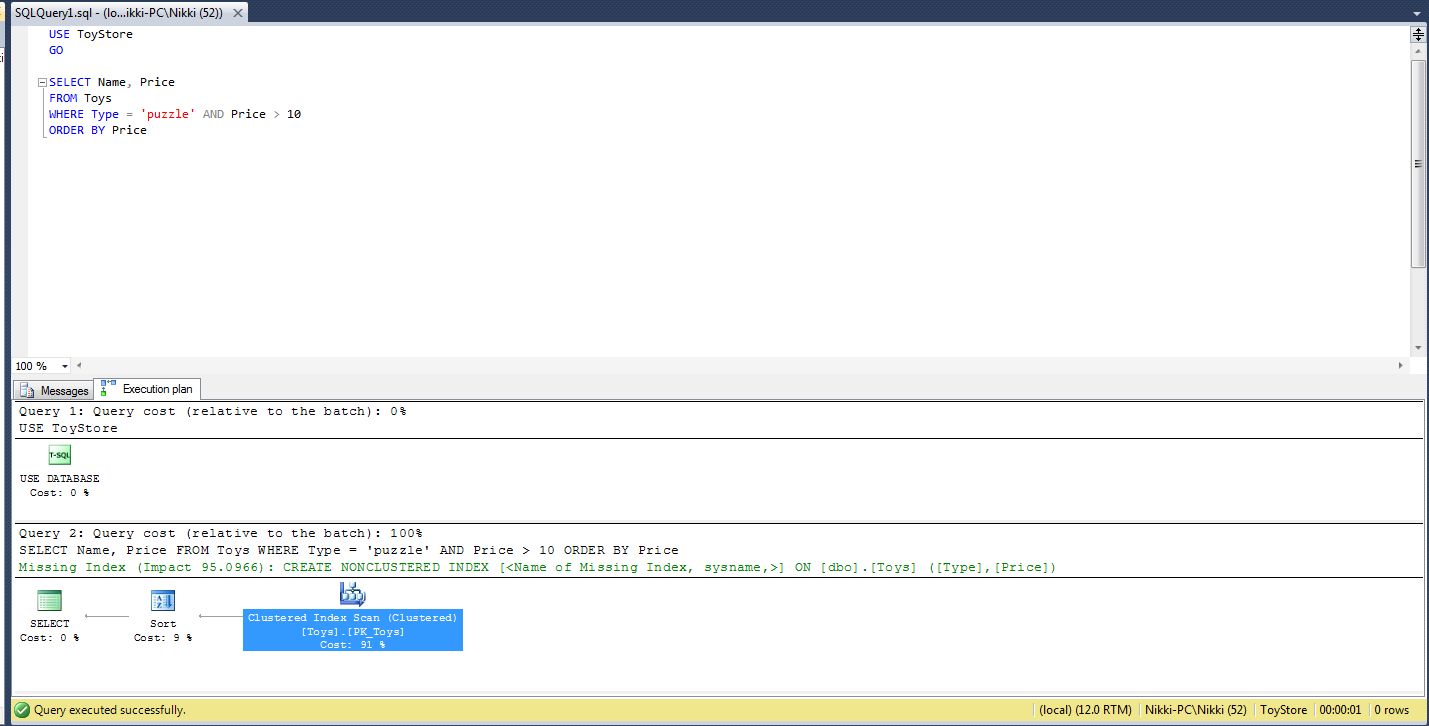 SQLQuery1.sql - (lo...ikki-PC\Nikki (52))
USE ToyStore
GO
SELECT Name, Price
FROM Toys
WHERE Type = 'puzzle' AND Price > 10
ORDER BY Price
100 %
Messages Execution plan
Query 1: Query cost (relative to the batch): 0%
USE ToyStore
T-SQL
USE DATABASE
Cost: 0 %
Query 2: Query cost (relative to the batch): 100%
SELECT Name, Price FROM Toys WHERE Type = 'puzzle' AND Price > 10 ORDER BY Price
Missing Index (Impact 95.0966): CREATE NONCLUSTERED INDEX [<Name of Missing Index, sysname,>] ON [dbo].[Toys] ([Type],[Price])
SELECT
Cost: 0 %
Sort
Cost: 9 %
Clustered Index Scan (Clustered)
[Toys].[PK_Toys]
Cost: 91 %
Query executed successfully.
(local) (12.0 RTM) Nikki-PC\Nikki (52) ToyStore 00:00:01 0 rows